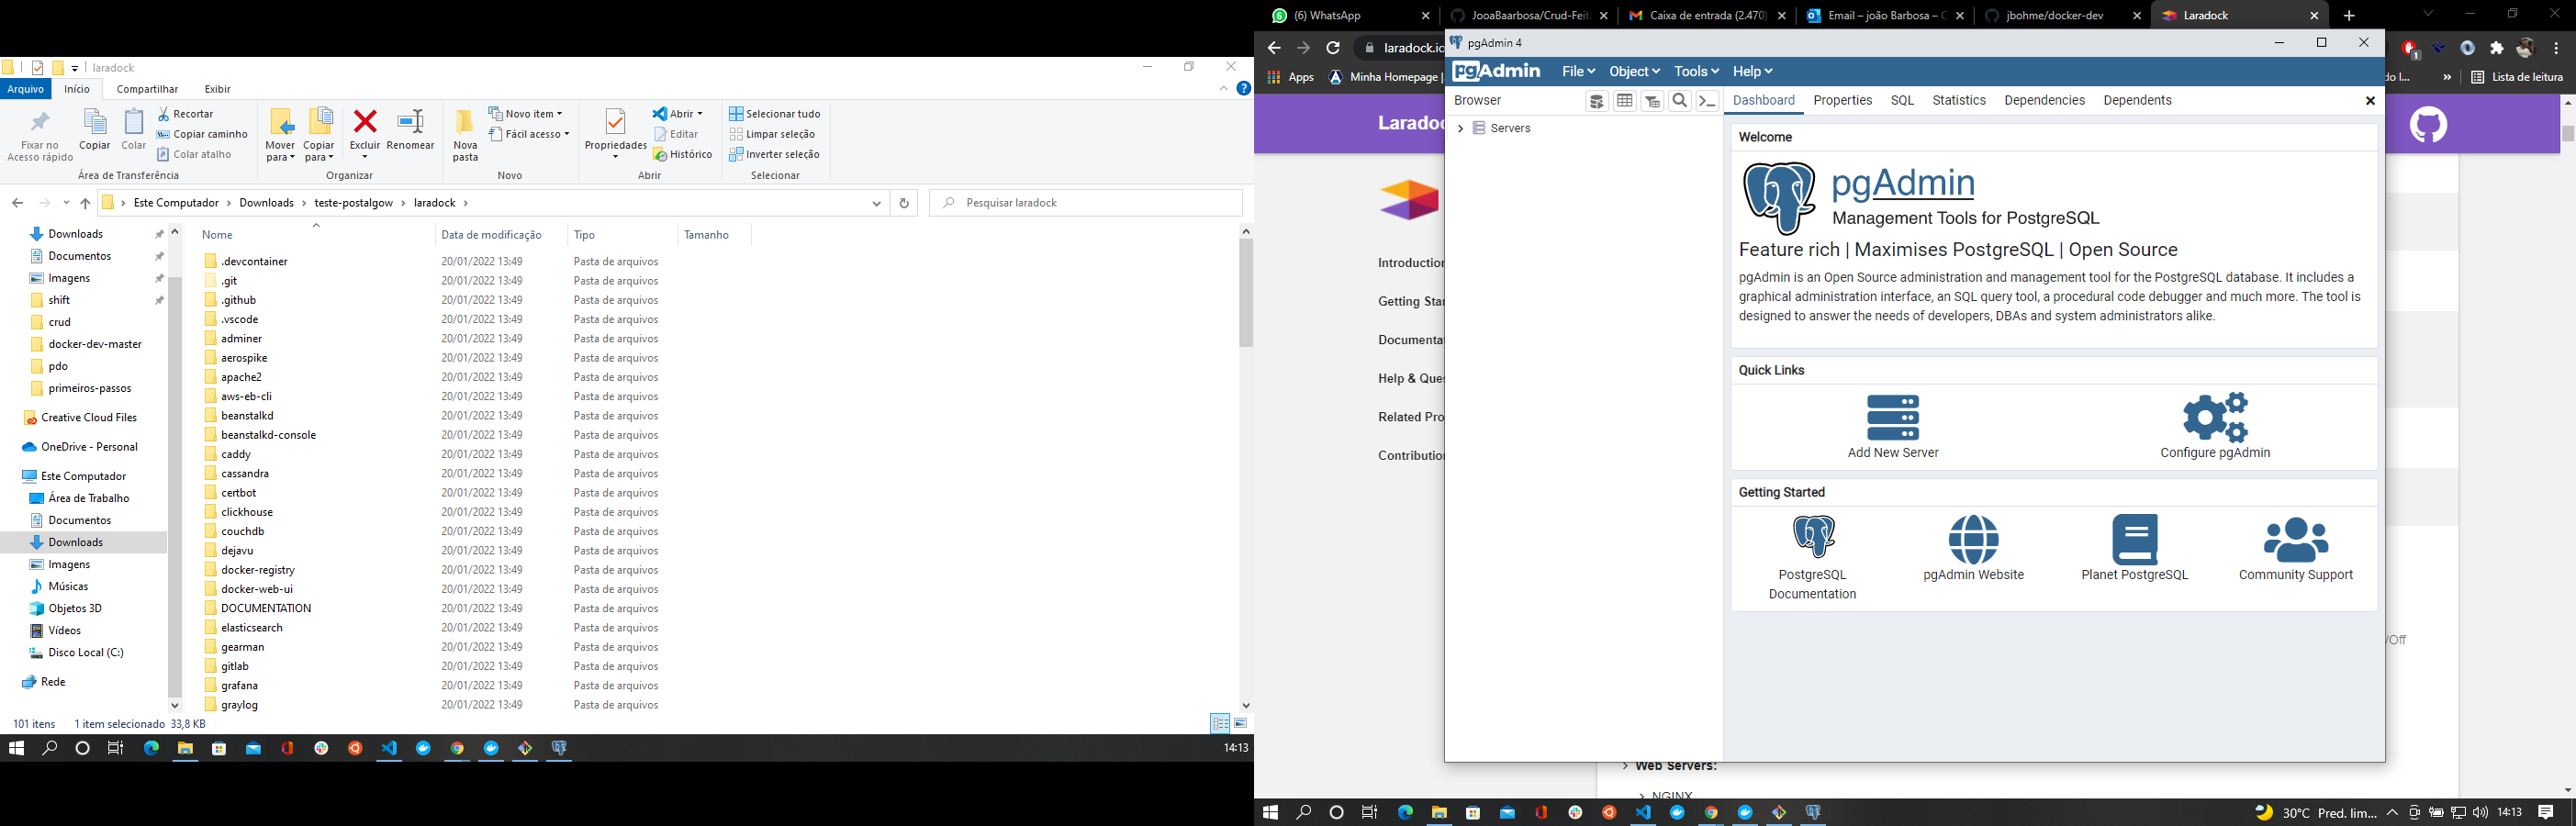 laradock
Arquivo Início Compartilhar Exibir
Fixar no Acesso rápido
Copiar
Colar
Recortar
Copiar caminho
Colar atalho
Área de Transferência
Mover para
Copiar para
Excluir
Renomear
Organizar
Nova pasta
Novo item
Fácil acesso
Novo
Propriedades
Abrir
Editar
Histórico
Abrir
Selecionar tudo
Limpar seleção
Inverter seleção
Selecionar
Este Computador > Downloads > teste-postalgow > laradock >
Pesquisar laradock
Downloads
Documentos
Imagens
shift
crud
docker-dev-master
pdo
primeiros-passos
Creative Cloud Files
OneDrive - Personal
Este Computador
Área de Trabalho
Documentos
Downloads
Imagens
Músicas
Objetos 3D
Vídeos
Disco Local (C:)
Rede
Nome Data de modificação Tipo Tamanho
.devcontainer 20/01/2022 13:49 Pasta de arquivos
.git 20/01/2022 13:49 Pasta de arquivos
.github 20/01/2022 13:49 Pasta de arquivos
.vscode 20/01/2022 13:49 Pasta de arquivos
adminer 20/01/2022 13:49 Pasta de arquivos
aerospike 20/01/2022 13:49 Pasta de arquivos
apache2 20/01/2022 13:49 Pasta de arquivos
aws-eb-cli 20/01/2022 13:49 Pasta de arquivos
beanstalkd 20/01/2022 13:49 Pasta de arquivos
beanstalkd-console 20/01/2022 13:49 Pasta de arquivos
caddy 20/01/2022 13:49 Pasta de arquivos
cassandra 20/01/2022 13:49 Pasta de arquivos
certbot 20/01/2022 13:49 Pasta de arquivos
clickhouse 20/01/2022 13:49 Pasta de arquivos
couchdb 20/01/2022 13:49 Pasta de arquivos
dejavu 20/01/2022 13:49 Pasta de arquivos
docker-registry 20/01/2022 13:49 Pasta de arquivos
docker-web-ui 20/01/2022 13:49 Pasta de arquivos
DOCUMENTATION 20/01/2022 13:49 Pasta de arquivos
elasticsearch 20/01/2022 13:49 Pasta de arquivos
gearman 20/01/2022 13:49 Pasta de arquivos
gitlab 20/01/2022 13:49 Pasta de arquivos
grafana 20/01/2022 13:49 Pasta de arquivos
graylog 20/01/2022 13:49 Pasta de arquivos
101 itens 1 item selecionado 33,8 KB
14:13
(6) WhatsApp
JooaBaarbosa/Crud-Feit
Caixa de entrada (2.470)
Email – joão Barbosa –
jbohme/docker-dev
Laradock
laradock.io
Apps
Minha Homepage |
do l...
»
Lista de leitura
Laradoc
Introduction
Getting Star
Documentat
Help & Ques
Related Pro
Contribution
pgAdmin 4
pgAdmin File Object Tools Help
Browser
Servers
Dashboard Properties SQL Statistics Dependencies Dependents
Welcome
pgAdmin
Management Tools for PostgreSQL
Feature rich | Maximises PostgreSQL | Open Source
pgAdmin is an Open Source administration and management tool for the PostgreSQL database. It includes a
graphical administration interface, an SQL query tool, a procedural code debugger and much more. The tool is
designed to answer the needs of developers, DBAs and system administrators alike.
Quick Links
Add New Server
Configure pgAdmin
Getting Started
PostgreSQL Documentation
pgAdmin Website
Planet PostgreSQL
Community Support
/Off
Web Servers:
NGINX
30°C Pred. lim...
14:13